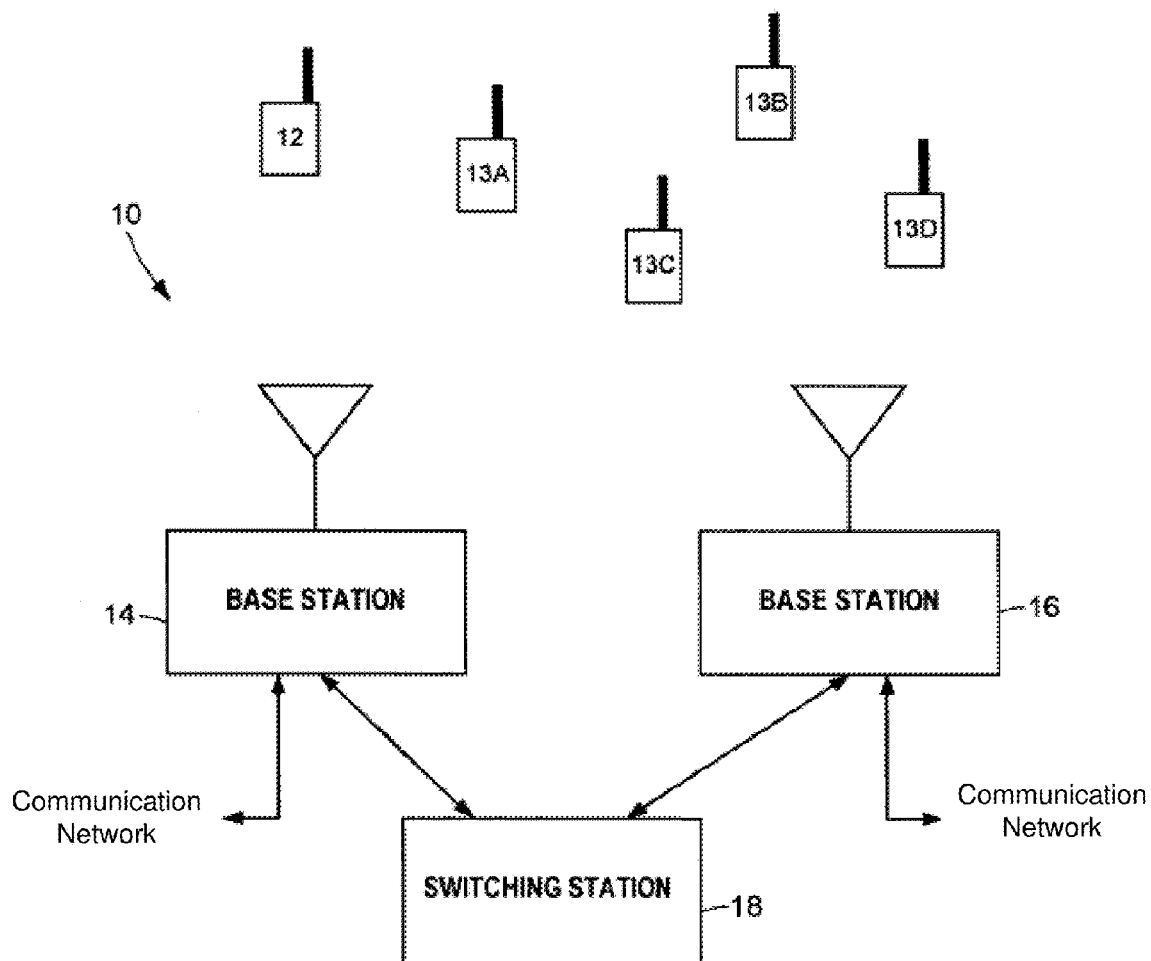 13B
12
13A
13D
10
13C
BASE STATION
BASE STATION
14
16
Communication
Network
Communication
Network
SWITCHING STATION
18